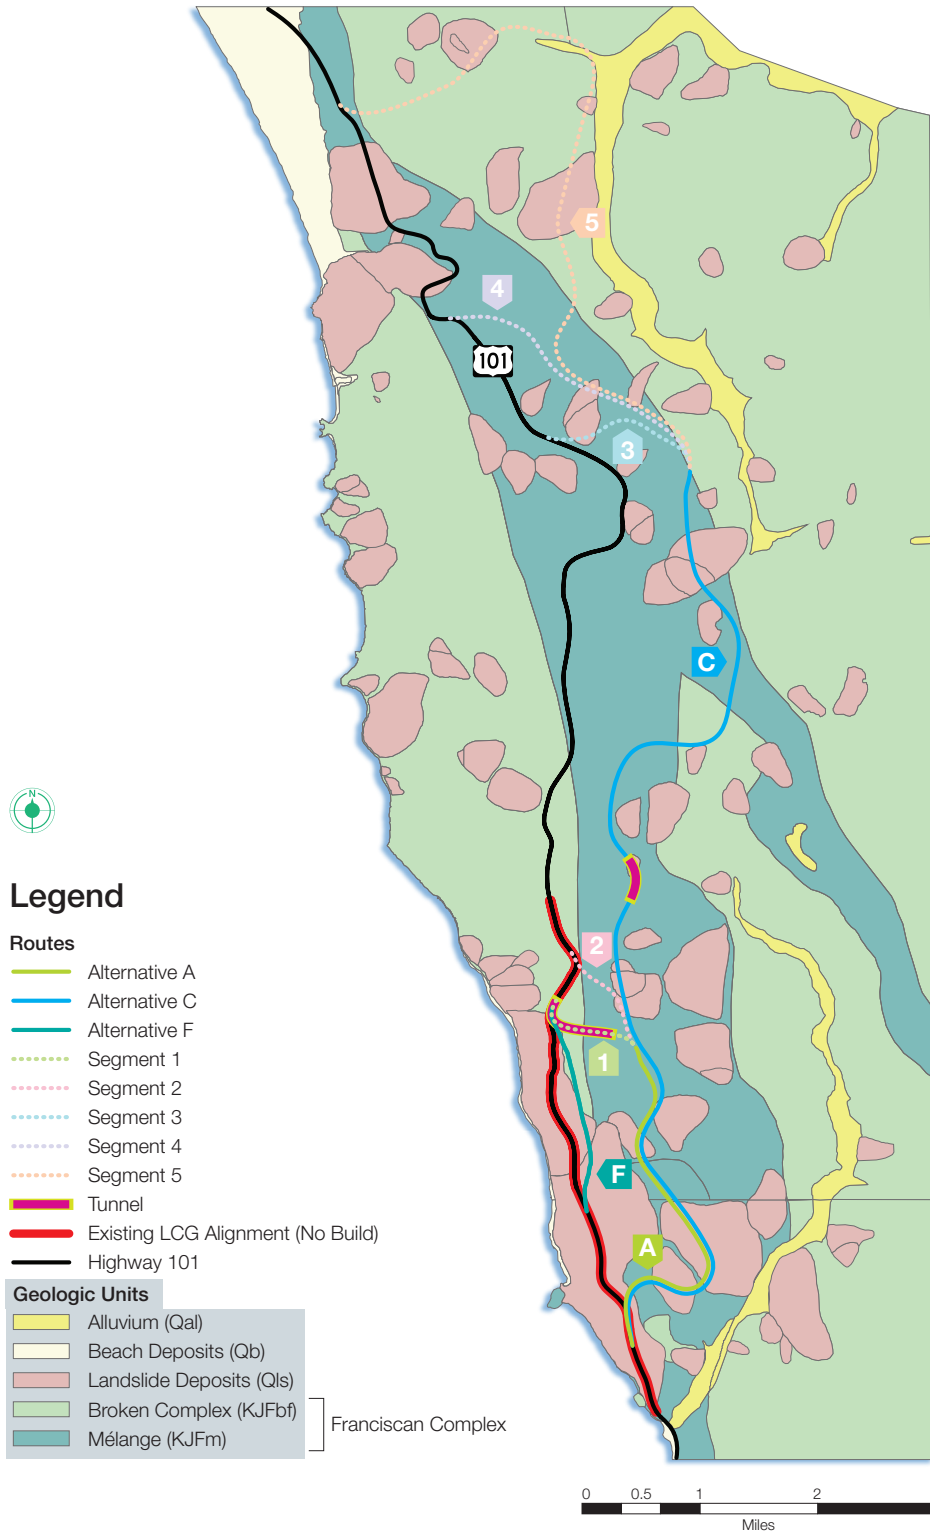 5
4
101
3
C
N
Legend
Routes
Alternative A
Alternative C
Alternative F
Segment 1
Segment 2
Segment 3
Segment 4
Segment 5
Tunnel
Existing LCG Alignment (No Build)
Highway 101
Geologic Units
Alluvium (Qal)
Beach Deposits (Qb)
Landslide Deposits (Qls)
Broken Complex (KJFbf)
Mélange (KJFm)
Franciscan Complex
2
1
F
A
0 0.5 1 2
Miles